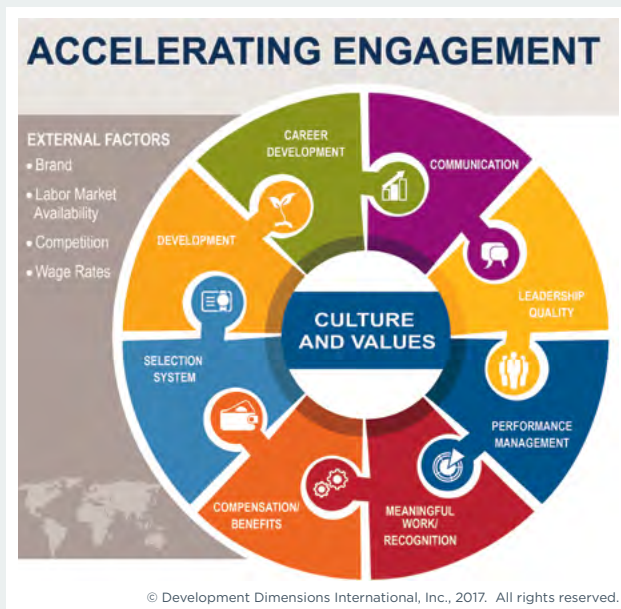 ACCELERATING ENGAGEMENT
EXTERNAL FACTORS
• Brand
• Labor Market
Availability
• Competition
• Wage Rates
CAREER
DEVELOPMENT
COMMUNICATION
DEVELOPMENT
LEADERSHIP
QUALITY
CULTURE
AND VALUES
SELECTION
SYSTEM
PERFORMANCE
MANAGEMENT
COMPENSATION/
BENEFITS
MEANINGFUL
WORK/
RECOGNITION
© Development Dimensions International, Inc., 2017. All rights reserved.